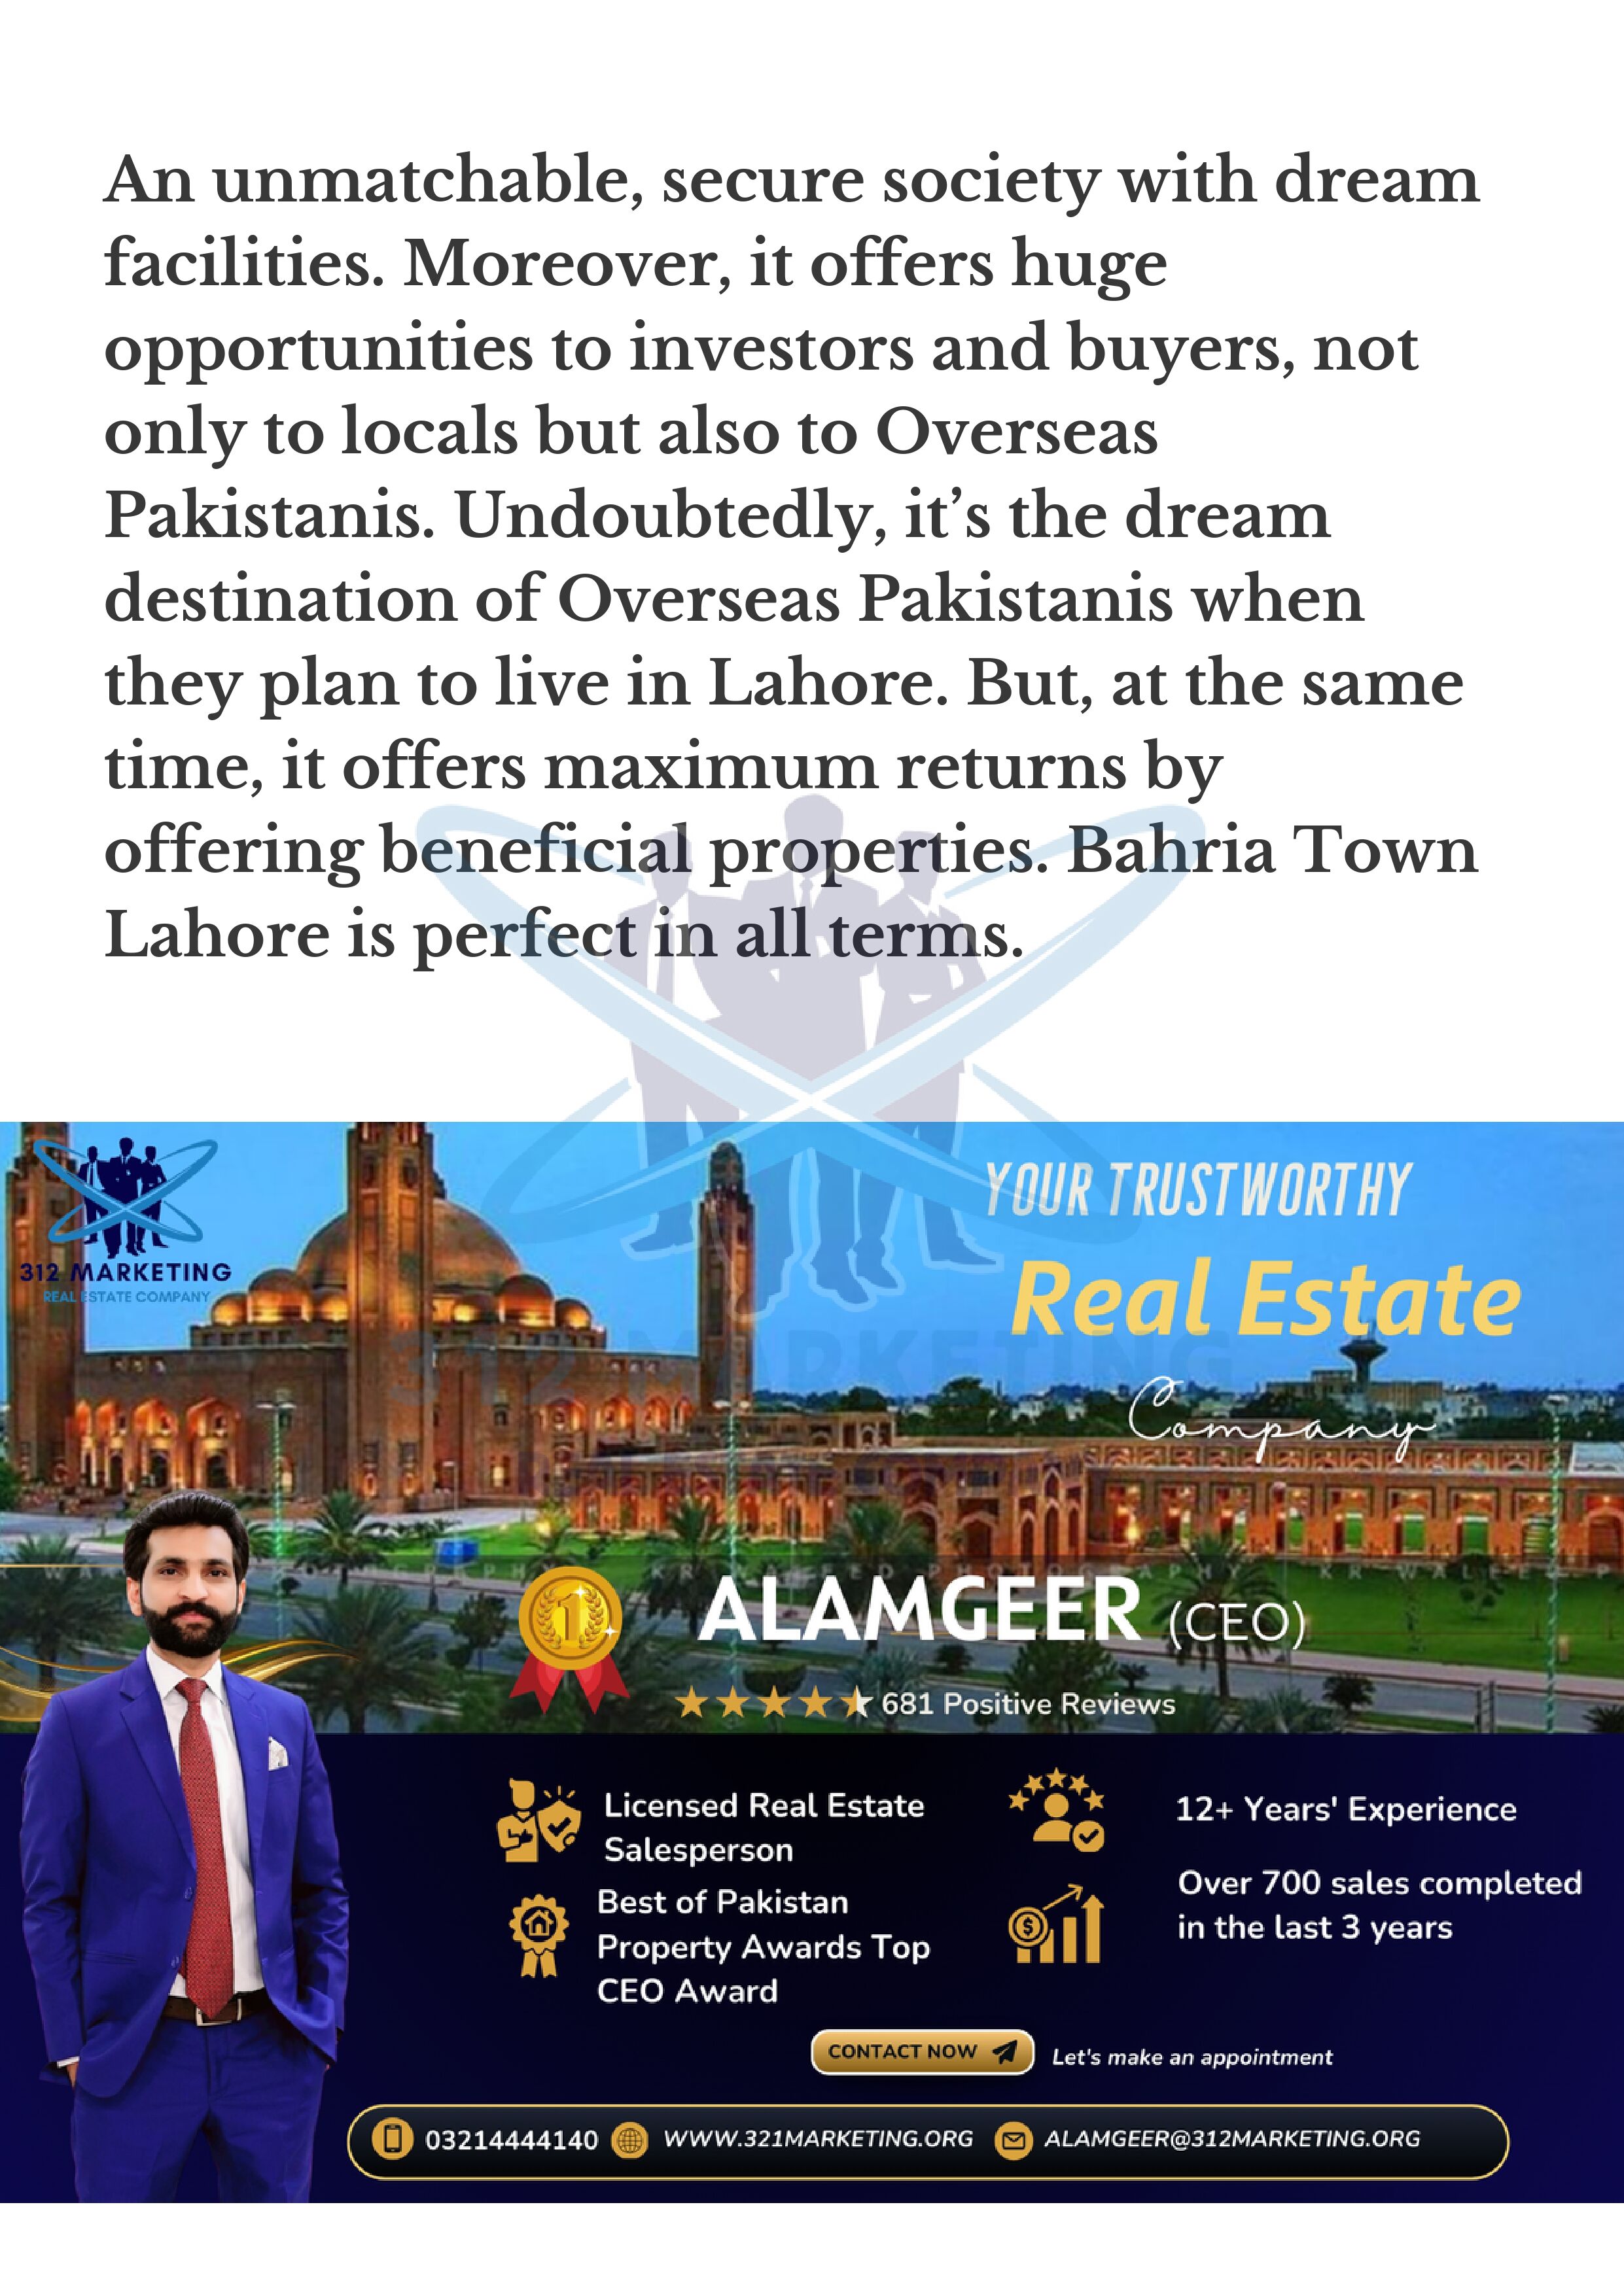 An unmatchable, secure society with dream
facilities. Moreover, it offers huge
opportunities to investors and buyers, not
only to locals but also to Overseas
Pakistanis. Undoubtedly, it’s the dream
destination of Overseas Pakistanis when
they plan to live in Lahore. But, at the same
time, it offers maximum returns by
offering beneficial properties. Bahria Town
Lahore is perfect in all terms.
312 MARKETING
REAL ESTATE COMPANY
YOUR TRUSTWORTHY
Real Estate
Company
312 MARKETING
ALAMGEER (CEO)
1
681 Positive Reviews
Licensed Real Estate
Salesperson
Best of Pakistan
Property Awards Top
CEO Award
12+ Years' Experience
Over 700 sales completed
in the last 3 years
CONTACT NOW
Let's make an appointment
03214444140
WWW.321MARKETING.ORG
ALAMGEER@312MARKETING.ORG